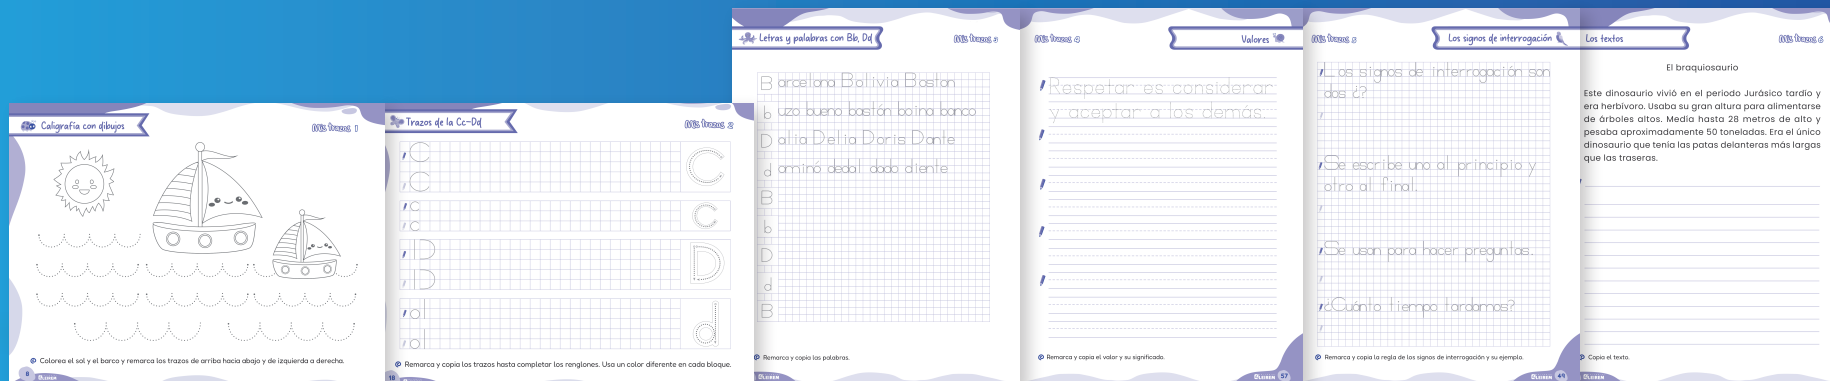 Caligrafía con dibujos
Mis trazos 1
Colorea el sol y el barco y remarca los trazos de arriba hacia abajo y de izquierda a derecha.
8
Trazos de la Cc-Dd
Mis trazos 2
C
C
C
c
c
c
D
D
D
d
d
d
Remarca y copia los trazos hasta completar los renglones. Usa un color diferente en cada bloque.
18
Letras y palabras con Bb, Dd
Mis trazos 3
Barcelona Bolivia Boston
buzo bueno bastón boina banco
Dalia Delia Doris Dante
daminó dedal dado diente
B
b
D
d
B
Remarca y copia las palabras.
Mis trazos 4
Valores
Respetar es considerar
y aceptar a los demás.
Remarca y copia el valor y su significado.
57
Mis trazos 5
Los signos de interrogación
Los signos de interrogación son
dos ¿?
Se escribe uno al principio y
otro al final.
Se usan para hacer preguntas.
¿Cuánto tiempo tardamos?
Remarca y copia la regla de los signos de interrogación y su ejemplo.
49
Los textos
Mis trazos 6
El braquiosaurio
Este dinosaurio vivió en el periodo Jurásico tardío y
era herbívoro. Usaba su gran altura para alimentarse
de árboles altos. Medía hasta 28 metros de alto y
pesaba aproximadamente 50 toneladas. Era el único
dinosaurio que tenía las patas delanteras más largas
que las traseras.
Copia el texto.